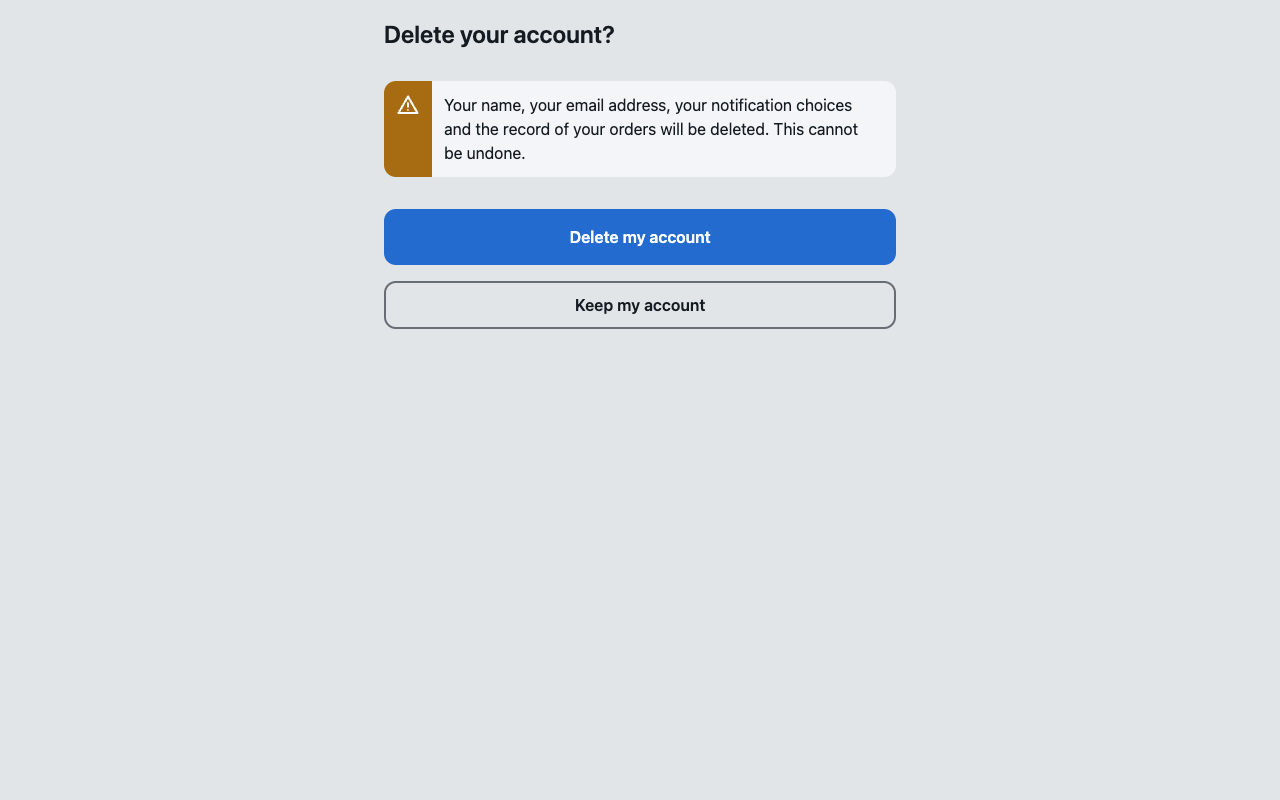 Delete your account?
Your name, your email address, your notification choices
and the record of your orders will be deleted. This cannot
be undone.
Delete my account
Keep my account